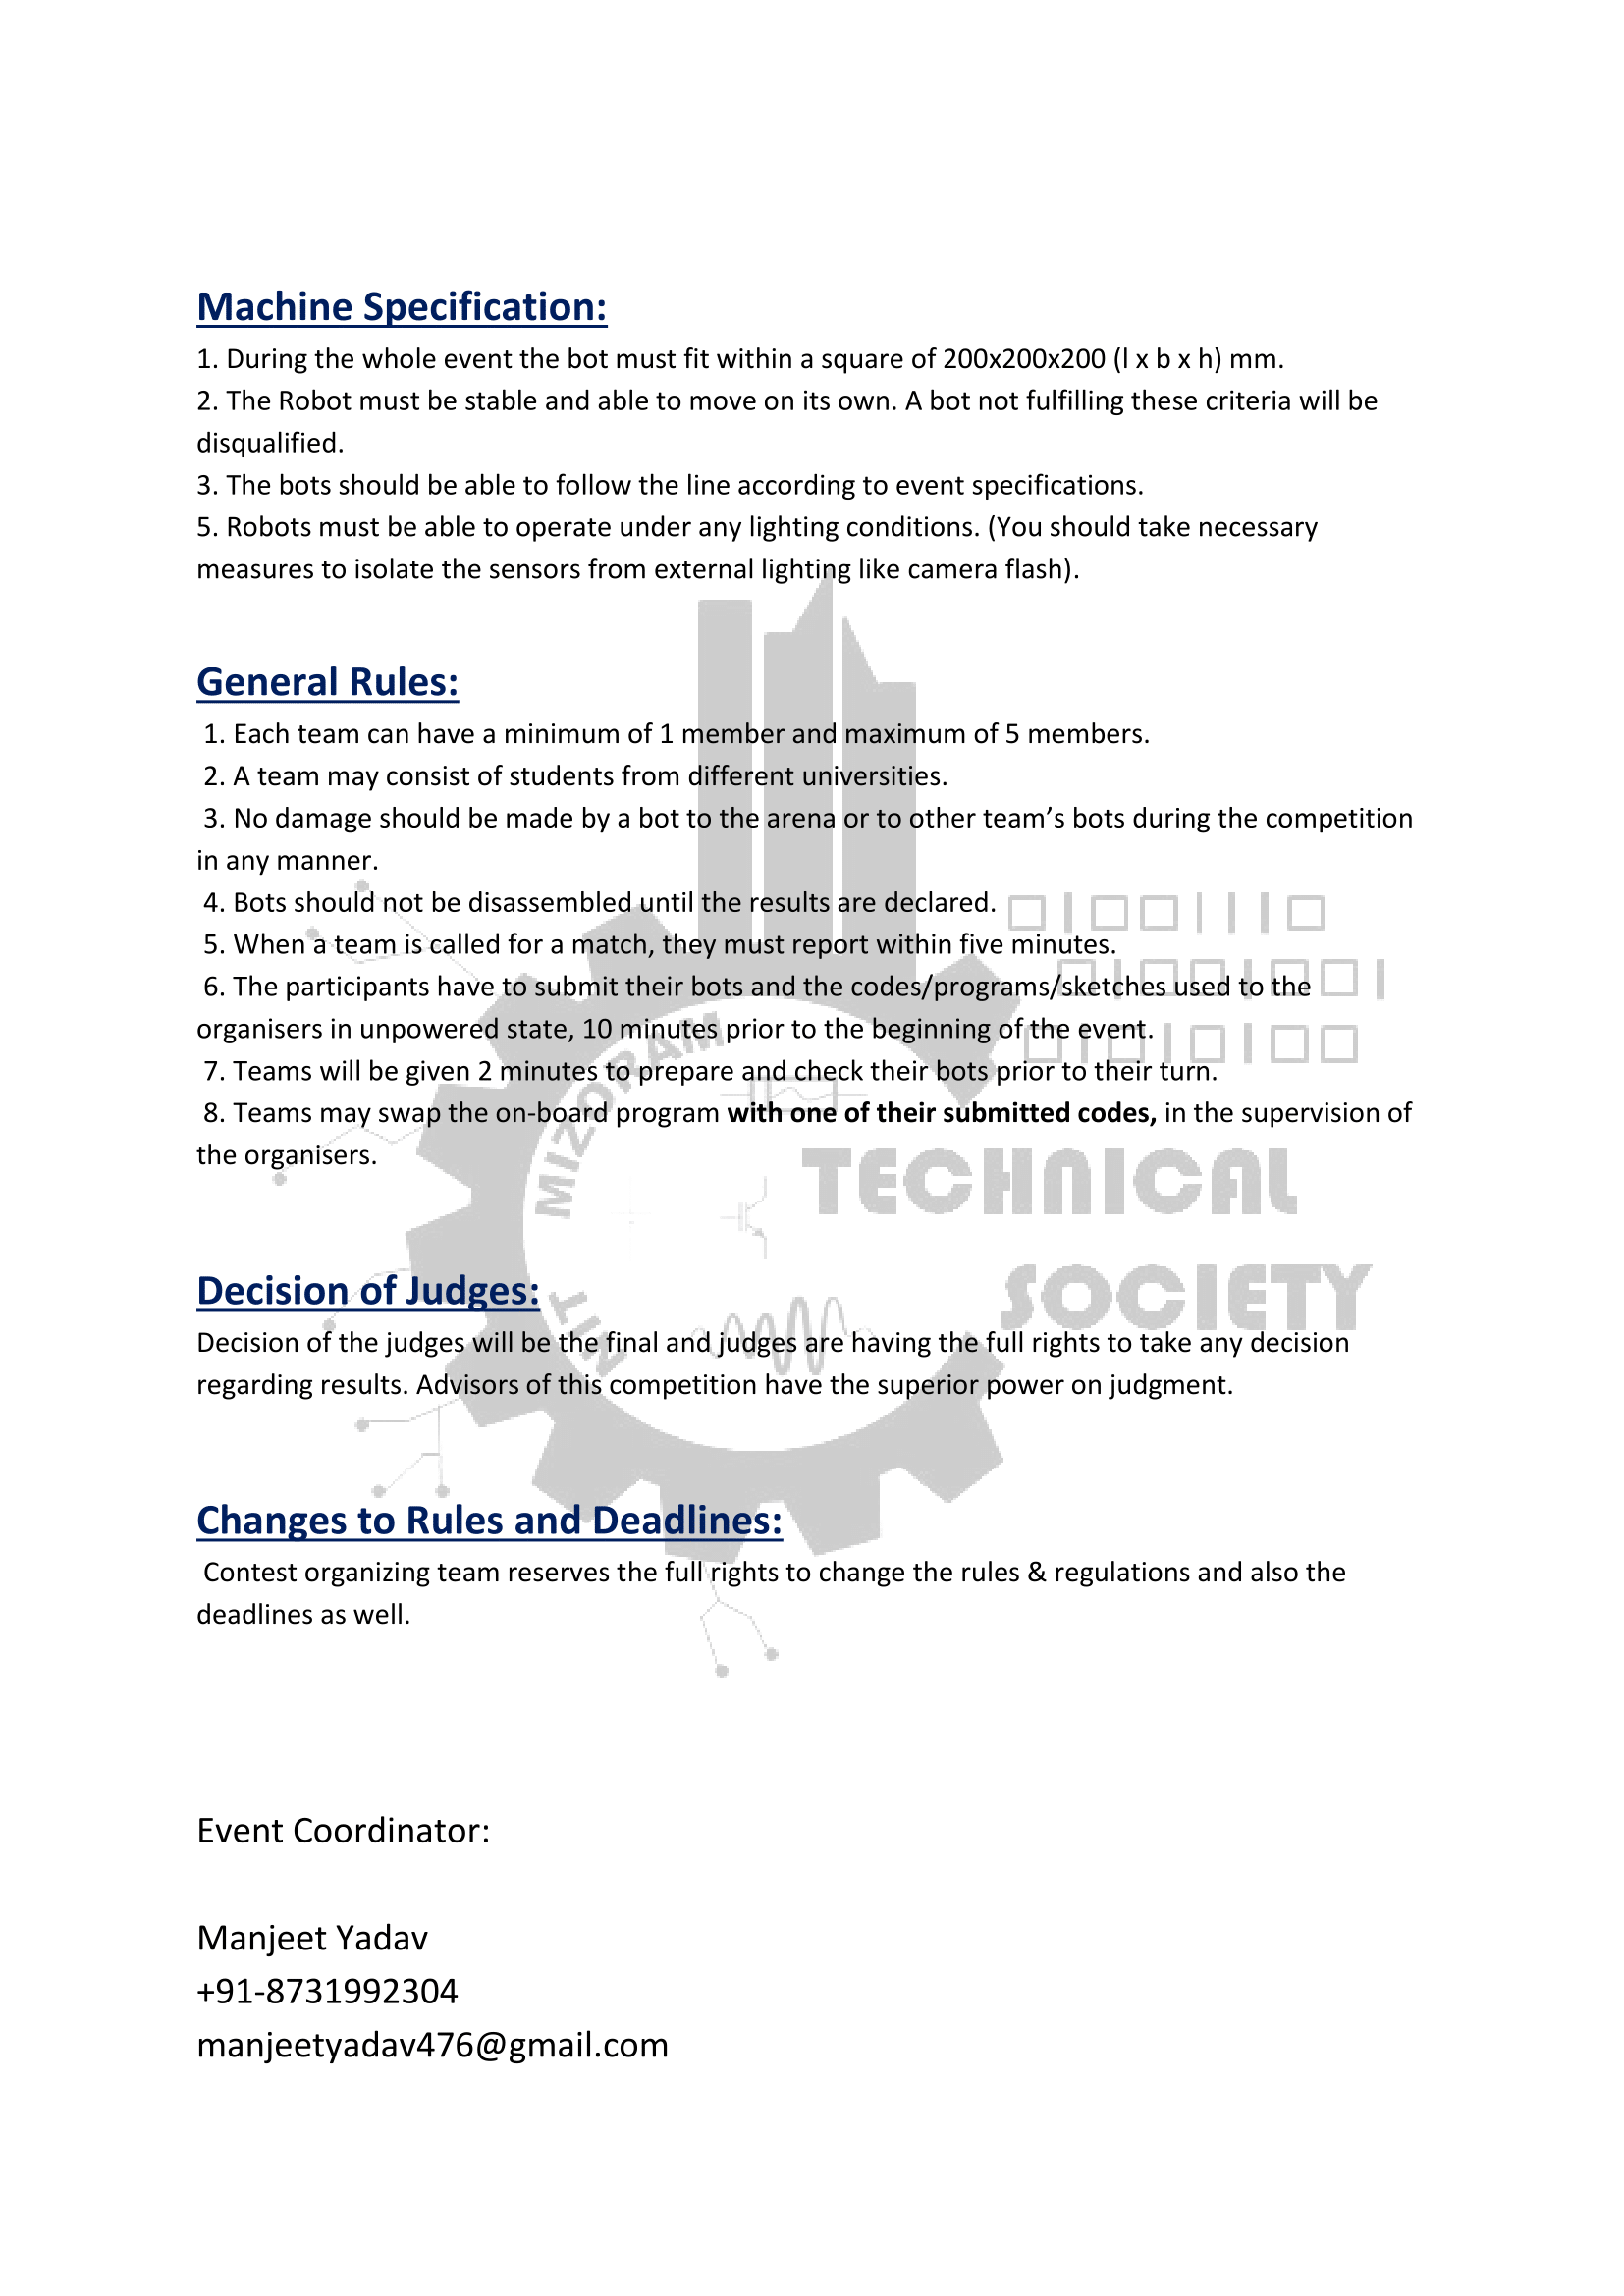 Machine Specification:
1. During the whole event the bot must fit within a square of 200x200x200 (l x b x h) mm.
2. The Robot must be stable and able to move on its own. A bot not fulfilling these criteria will be
disqualified.
3. The bots should be able to follow the line according to event specifications.
5. Robots must be able to operate under any lighting conditions. (You should take necessary
measures to isolate the sensors from external lighting like camera flash).
General Rules:
1. Each team can have a minimum of 1 member and maximum of 5 members.
2. A team may consist of students from different universities.
3. No damage should be made by a bot to the arena or to other team’s bots during the competition
in any manner.
4. Bots should not be disassembled until the results are declared.
5. When a team is called for a match, they must report within five minutes.
6. The participants have to submit their bots and the codes/programs/sketches used to the
organisers in unpowered state, 10 minutes prior to the beginning of the event.
7. Teams will be given 2 minutes to prepare and check their bots prior to their turn.
8. Teams may swap the on-board program with one of their submitted codes, in the supervision of
the organisers.
NIT MIZORAM
TECHNICAL
SOCIETY
Decision of Judges:
Decision of the judges will be the final and judges are having the full rights to take any decision
regarding results. Advisors of this competition have the superior power on judgment.
Changes to Rules and Deadlines:
Contest organizing team reserves the full rights to change the rules & regulations and also the
deadlines as well.
Event Coordinator:
Manjeet Yadav
+91-8731992304
manjeetyadav476@gmail.com